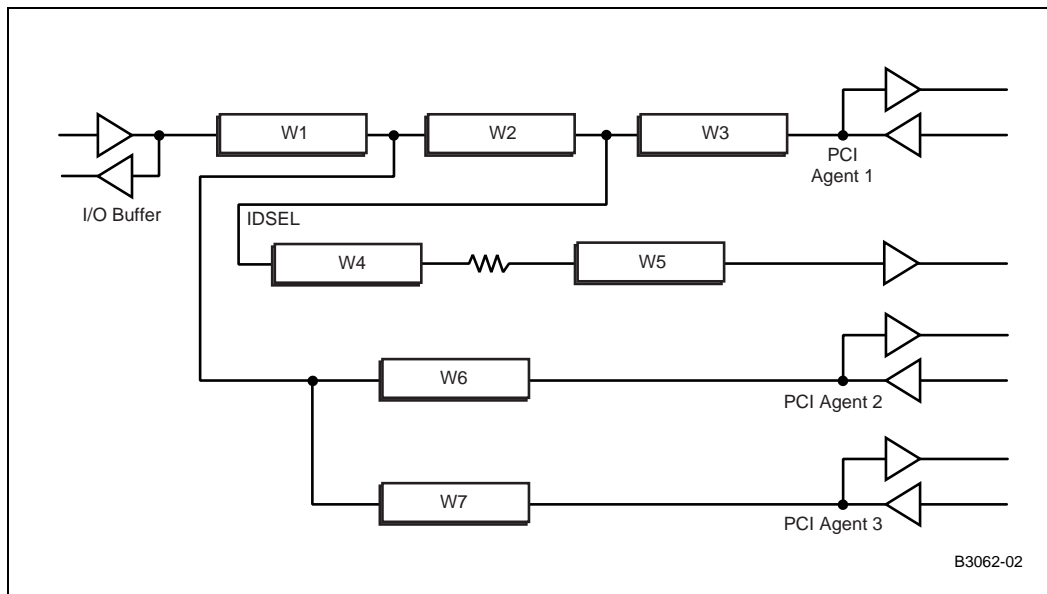 W1
W2
W3
PCI
Agent 1
I/O Buffer
IDSEL
W4
W5
W6
PCI Agent 2
W7
PCI Agent 3
B3062-02